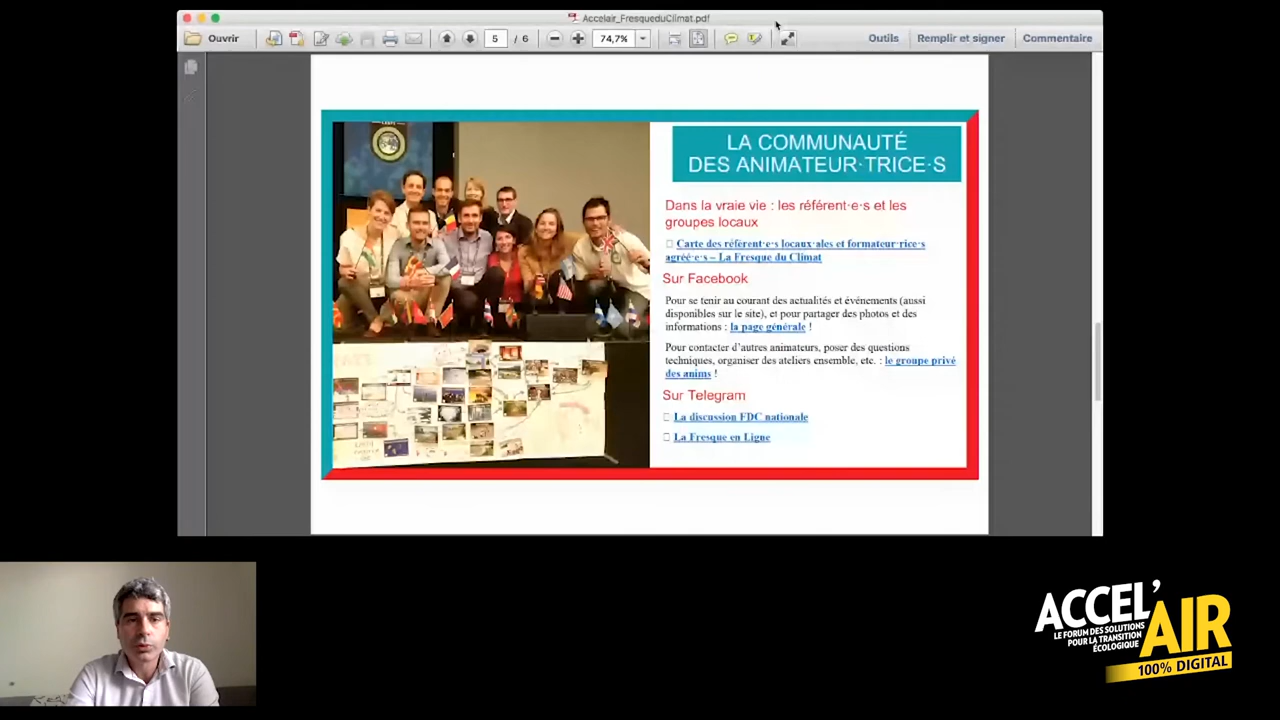 Accelair_FresqueduClimat.pdf
Ouvrir
5 / 6
74,7%
Outils
Remplir et signer
Commentaire
LA COMMUNAUTÉ
DES ANIMATEUR·TRICE·S
Dans la vraie vie : les référent·e·s et les
groupes locaux
Carte des référent·e·s locaux·ales et formateur·rice·s
agréé·e·s – La Fresque du Climat
Sur Facebook
Pour se tenir au courant des actualités et événements (aussi
disponibles sur le site), et pour partager des photos et des
informations : la page générale !
Pour contacter d'autres animateurs, poser des questions
techniques, organiser des ateliers ensemble, etc. : le groupe privé
des anims !
Sur Telegram
La discussion FDC nationale
La Fresque en Ligne
ACCEL'AIR
LE FORUM DES SOLUTIONS
POUR LA TRANSITION
ÉCOLOGIQUE
100% DIGITAL